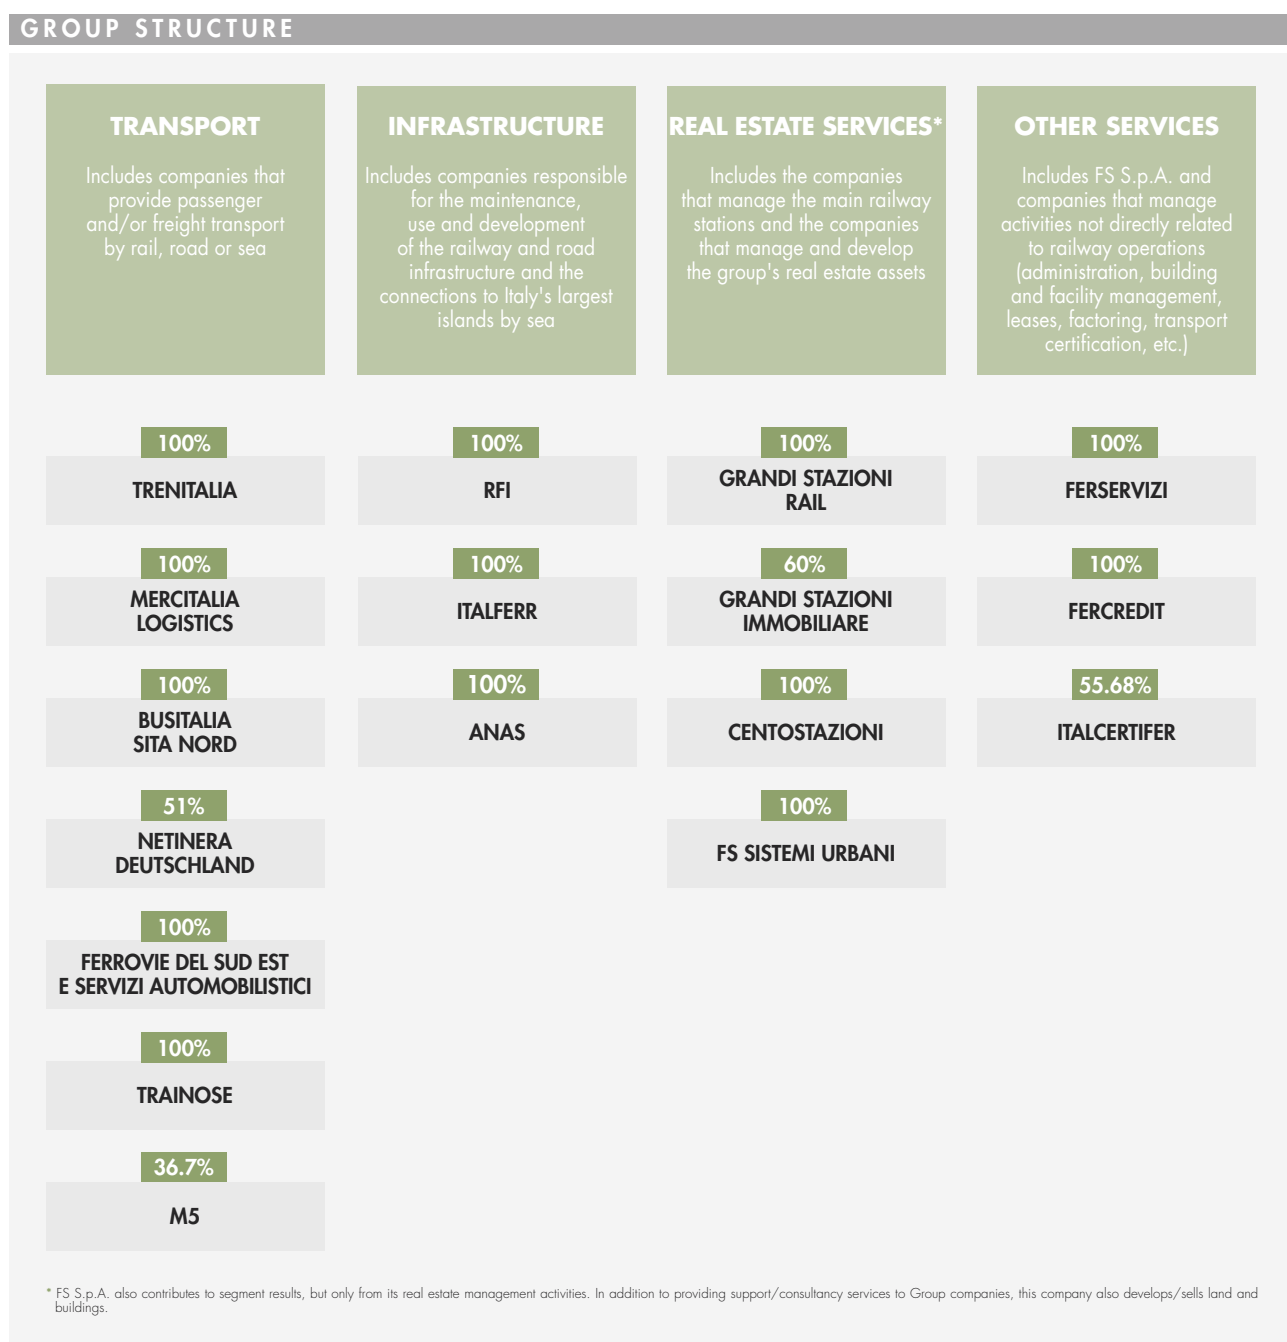 GROUP STRUCTURE
TRANSPORT
Includes companies that
provide passenger
and/or freight transport
by rail, road or sea
INFRASTRUCTURE
Includes companies responsible
for the maintenance,
use and development
of the railway and road
infrastructure and the
connections to Italy's largest
islands by sea
REAL ESTATE SERVICES*
Includes the companies
that manage the main railway
stations and the companies
that manage and develop
the group's real estate assets
OTHER SERVICES
Includes FS S.p.A. and
companies that manage
activities not directly related
to railway operations
(administration, building
and facility management,
leases, factoring, transport
certification, etc.)
100%
TRENITALIA
100%
MERCITALIA
LOGISTICS
100%
BUSITALIA
SITA NORD
51%
NETINERA
DEUTSCHLAND
100%
FERROVIE DEL SUD EST
E SERVIZI AUTOMOBILISTICI
100%
TRAINOSE
36.7%
M5
100%
RFI
100%
ITALFERR
100%
ANAS
100%
GRANDI STAZIONI
RAIL
60%
GRANDI STAZIONI
IMMOBILIARE
100%
CENTOSTAZIONI
100%
FS SISTEMI URBANI
100%
FERSERVIZI
100%
FERCREDIT
55.68%
ITALCERTIFER
* FS S.p.A. also contributes to segment results, but only from its real estate management activities. In addition to providing support/consultancy services to Group companies, this company also develops/sells land and
buildings.